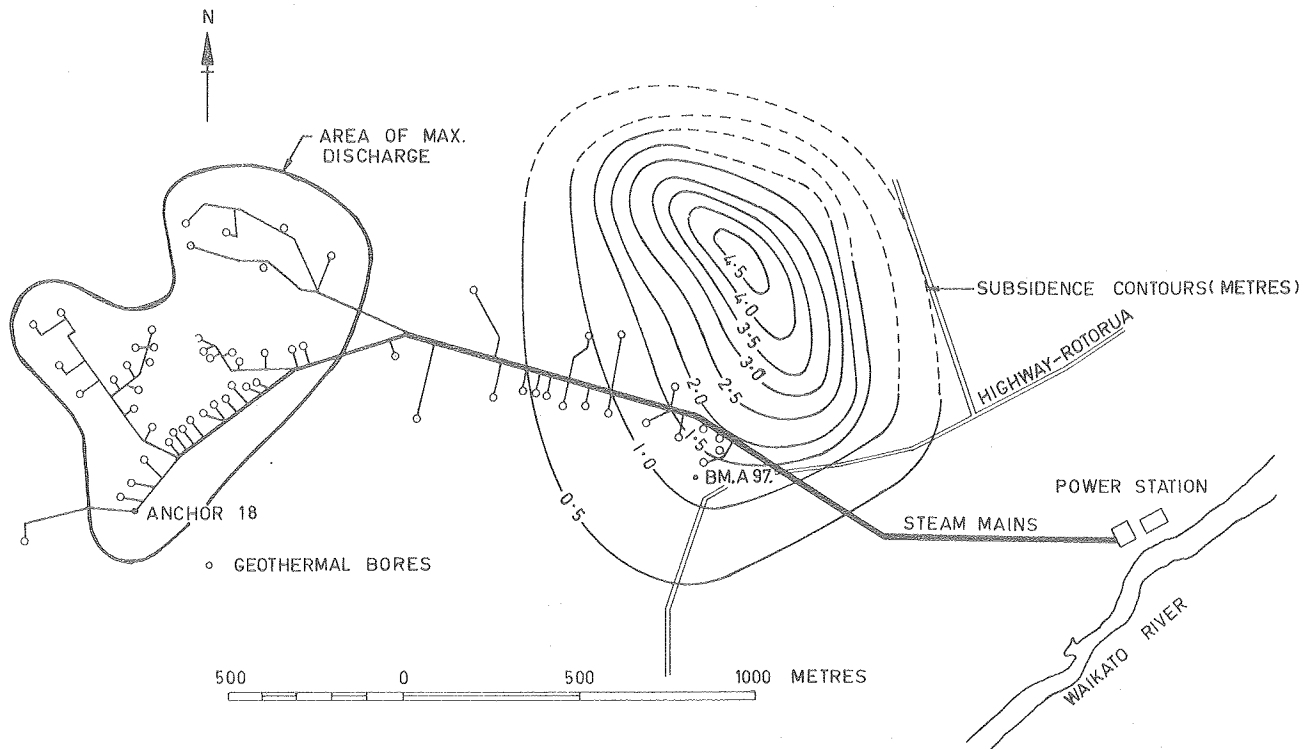 N
AREA OF MAX.
DISCHARGE
4·5
4·0
3·5
3·0
2·5
2·0
1·5
1·0
0·5
SUBSIDENCE CONTOURS(METRES)
HIGHWAY-ROTORUA
BM.A 97.
ANCHOR 18
GEOTHERMAL BORES
POWER STATION
STEAM MAINS
WAIKATO RIVER
500 0 500 1000 METRES